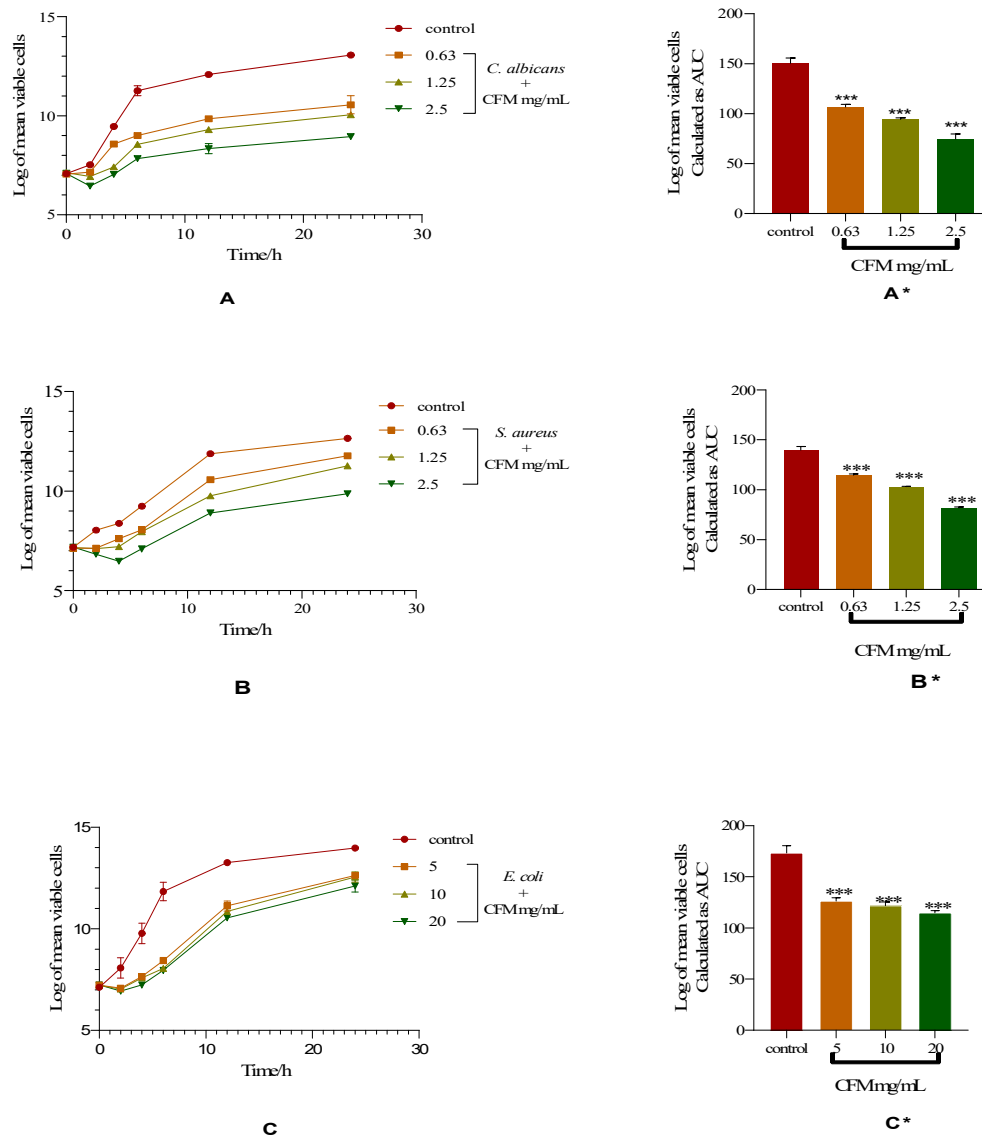 15
10
5
0
10
20
30
Log of mean viable cells
Time/h
control
0.63
1.25
2.5
C. albicans
+
CFM mg/mL
A
200
150
100
50
0
Log of mean viable cells
Calculated as AUC
***
***
***
control
0.63
1.25
2.5
CFM mg/mL
A*
15
10
5
0
10
20
30
Log of mean viable cells
Time/h
control
0.63
1.25
2.5
S. aureus
+
CFM mg/mL
B
200
150
100
50
0
Log of mean viable cells
Calculated as AUC
***
***
***
control
0.63
1.25
2.5
CFM mg/mL
B*
15
10
5
0
10
20
30
Log of mean viable cells
Time/h
control
5
10
20
E. coli
+
CFM mg/mL
C
200
150
100
50
0
Log of mean viable cells
Calculated as AUC
***
***
***
control
5
10
20
CFM mg/mL
C*